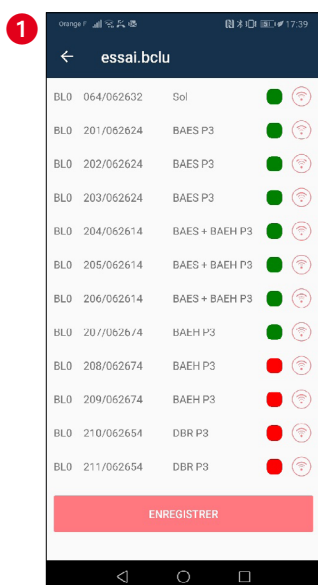 1
Orange F 17:39
essai.bclu
BL0 064/062632 Sol
BL0 201/062624 BAES P3
BL0 202/062624 BAES P3
BL0 203/062624 BAES P3
BL0 204/062614 BAES + BAEH P3
BL0 205/062614 BAES + BAEH P3
BL0 206/062614 BAES + BAEH P3
BL0 207/062674 BAEH P3
BL0 208/062674 BAEH P3
BL0 209/062674 BAEH P3
BL0 210/062654 DBR P3
BL0 211/062654 DBR P3
ENREGISTRER